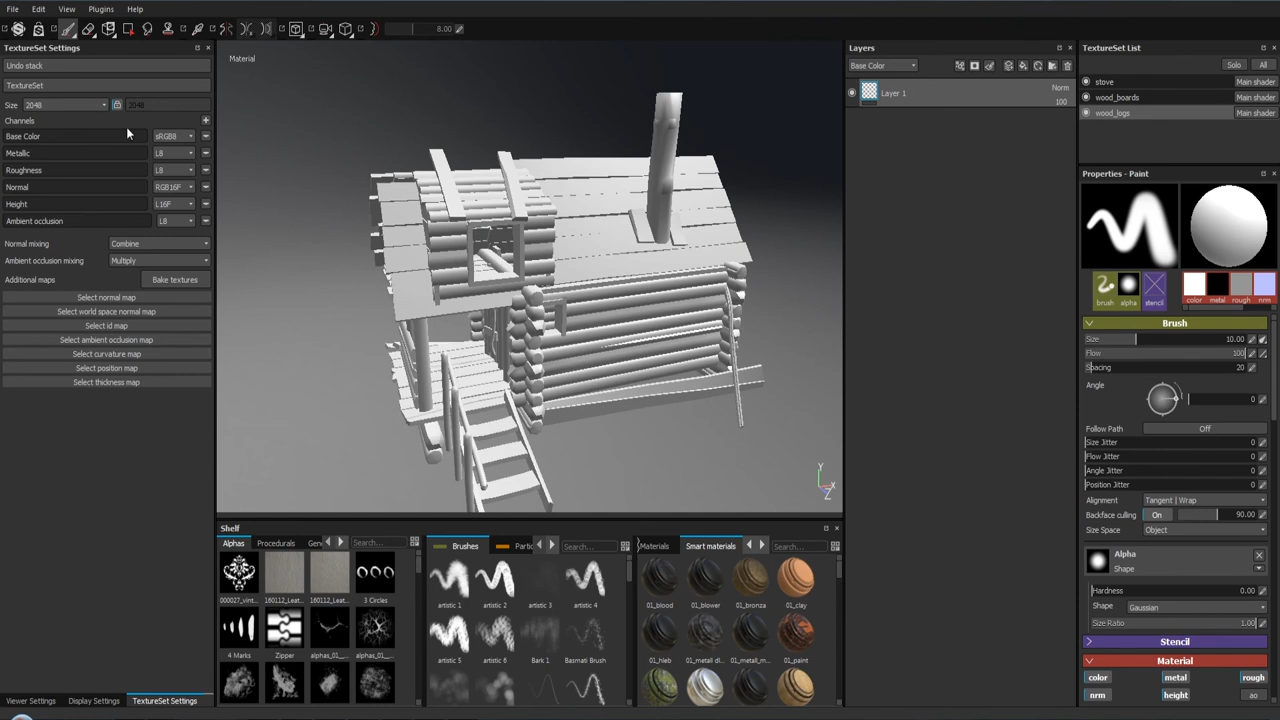 File Edit View Plugins Help
8.00
TextureSet Settings
Undo stack
TextureSet
Size 2048 2048
Channels
Base Color sRGB8
Metallic L8
Roughness L8
Normal RGB16F
Height L16F
Ambient occlusion L8
Normal mixing Combine
Ambient occlusion mixing Multiply
Additional maps Bake textures
Select normal map
Select world space normal map
Select id map
Select ambient occlusion map
Select curvature map
Select position map
Select thickness map
Viewer Settings Display Settings TextureSet Settings
Material
Y
X
Z
Shelf
Alphas Procedurals Gen Search...
000027_vint 160112_Leat 160112_Leat 3 Circles
4 Marks Zipper alphas_01_ alphas_01_
Brushes Partic Search...
artistic 1 artistic 2 artistic 3 artistic 4
artistic 5 artistic 6 Bark 1 Basmati Brush
Materials Smart materials Search...
01_blood 01_blower 01_bronza 01_clay
01_hleb 01_metall dl... 01_metall_m... 01_paint
Layers
Base Color
Layer 1 Norm
100
TextureSet List
Solo All
stove Main shader
wood_boards Main shader
wood_logs Main shader
Properties - Paint
brush alpha stencil color metal rough nrm
Brush
Size 10.00
Flow 100
Spacing 20
Angle 0
Follow Path Off
Size Jitter 0
Flow Jitter 0
Angle Jitter 0
Position Jitter 0
Alignment Tangent | Wrap
Backface culling On 90.00
Size Space Object
Alpha
Shape
Hardness 0.00
Shape Gaussian
Size Ratio 1.00
Stencil
Material
color metal rough
nrm height ao